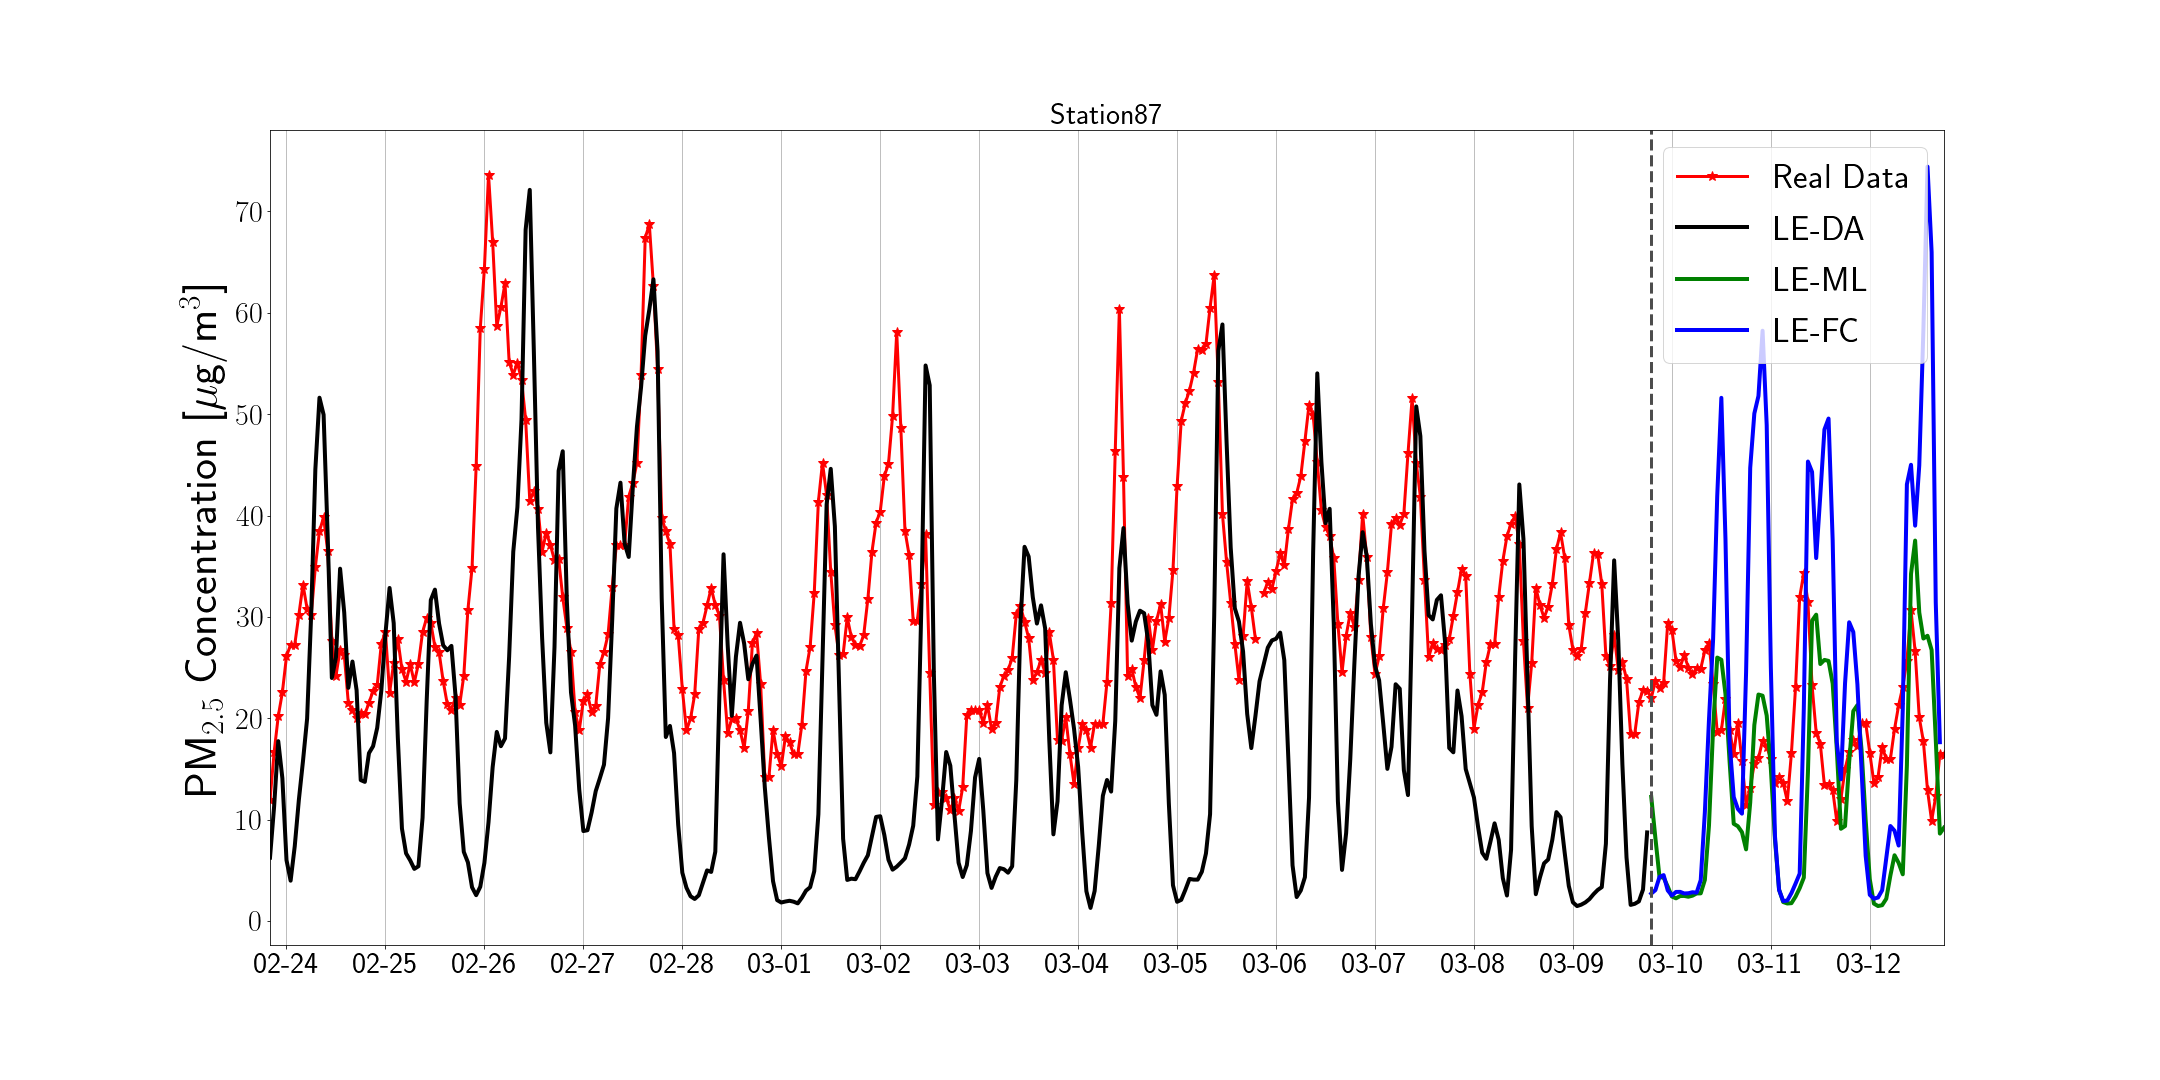 Station87
PM2.5 Concentration [μg/m³]
70
60
50
40
30
20
10
0
Real Data
LE-DA
LE-ML
LE-FC
02-24 02-25 02-26 02-27 02-28 03-01 03-02 03-03 03-04 03-05 03-06 03-07 03-08 03-09 03-10 03-11 03-12